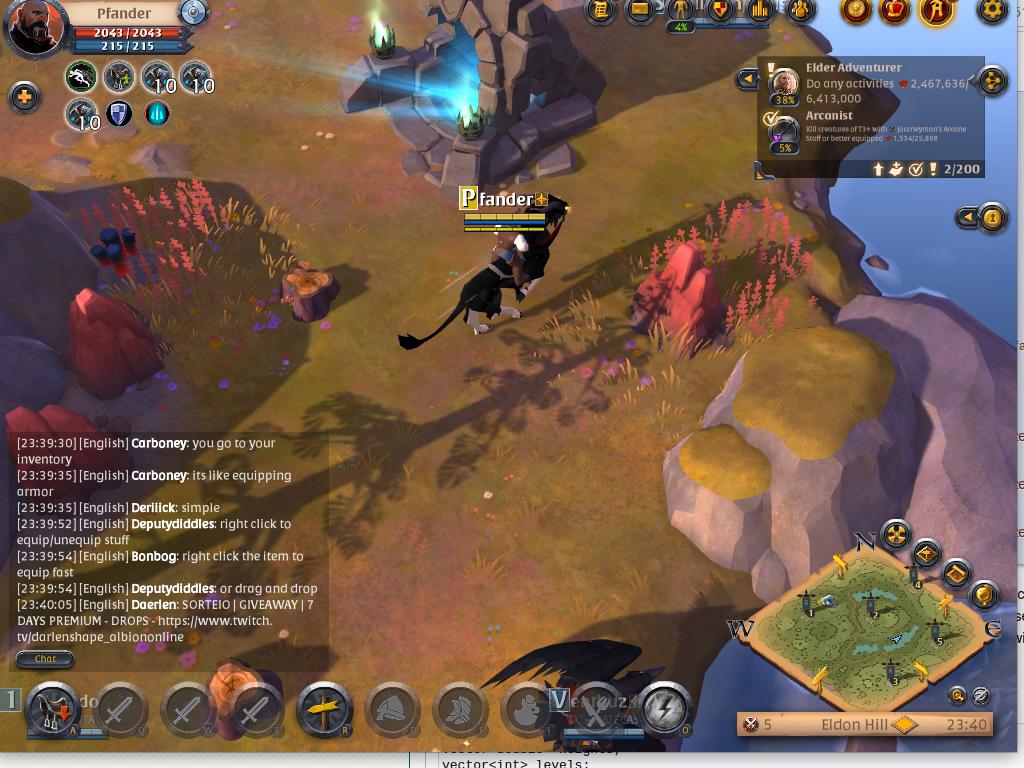 Pfander
2043/2043
215/215
10
10
10
4%
Elder Adventurer
Do any activities 2,467,636/
6,413,000
38%
Arcanist
Kill creatures of T3+ with Journeyman's Arcane
Staff or better equipped 1,534/25,898
5%
2/200
Pfander
[23:39:30] [English] Carboney: you go to your
inventory
[23:39:35] [English] Carboney: its like equipping
armor
[23:39:35] [English] Deriick: simple
[23:39:52] [English] Deputydiddles: right click to
equip/unequip stuff
[23:39:54] [English] Bonbog: right click the item to
equip fast
[23:39:54] [English] Deputydiddles: or drag and drop
[23:40:05] [English] Daerlen: SORTEIO | GIVEAWAY | 7
DAYS PREMIUM - DROPS - https://www.twitch.
tv/darlenshape_albiononline
Chat
N
W
E
1
2
3
4
5
1
A
Q
W
E
R
D
F
O
V
5
Eldon Hill
23:40
vector<int> levels;